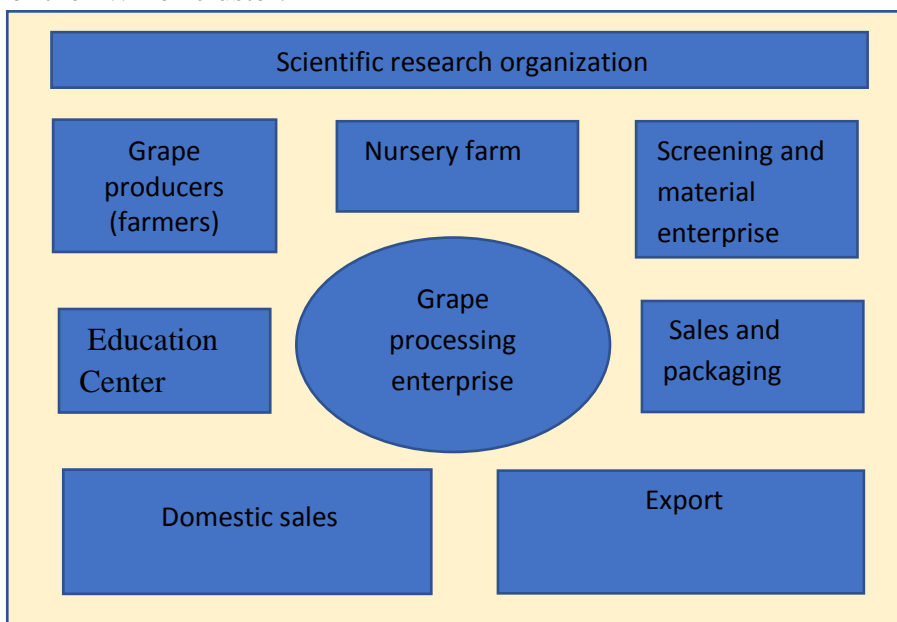 Scientific research organization
Grape
producers
(farmers)
Nursery farm
Screening and
material
enterprise
Education
Center
Grape
processing
enterprise
Sales and
packaging
Domestic sales
Export